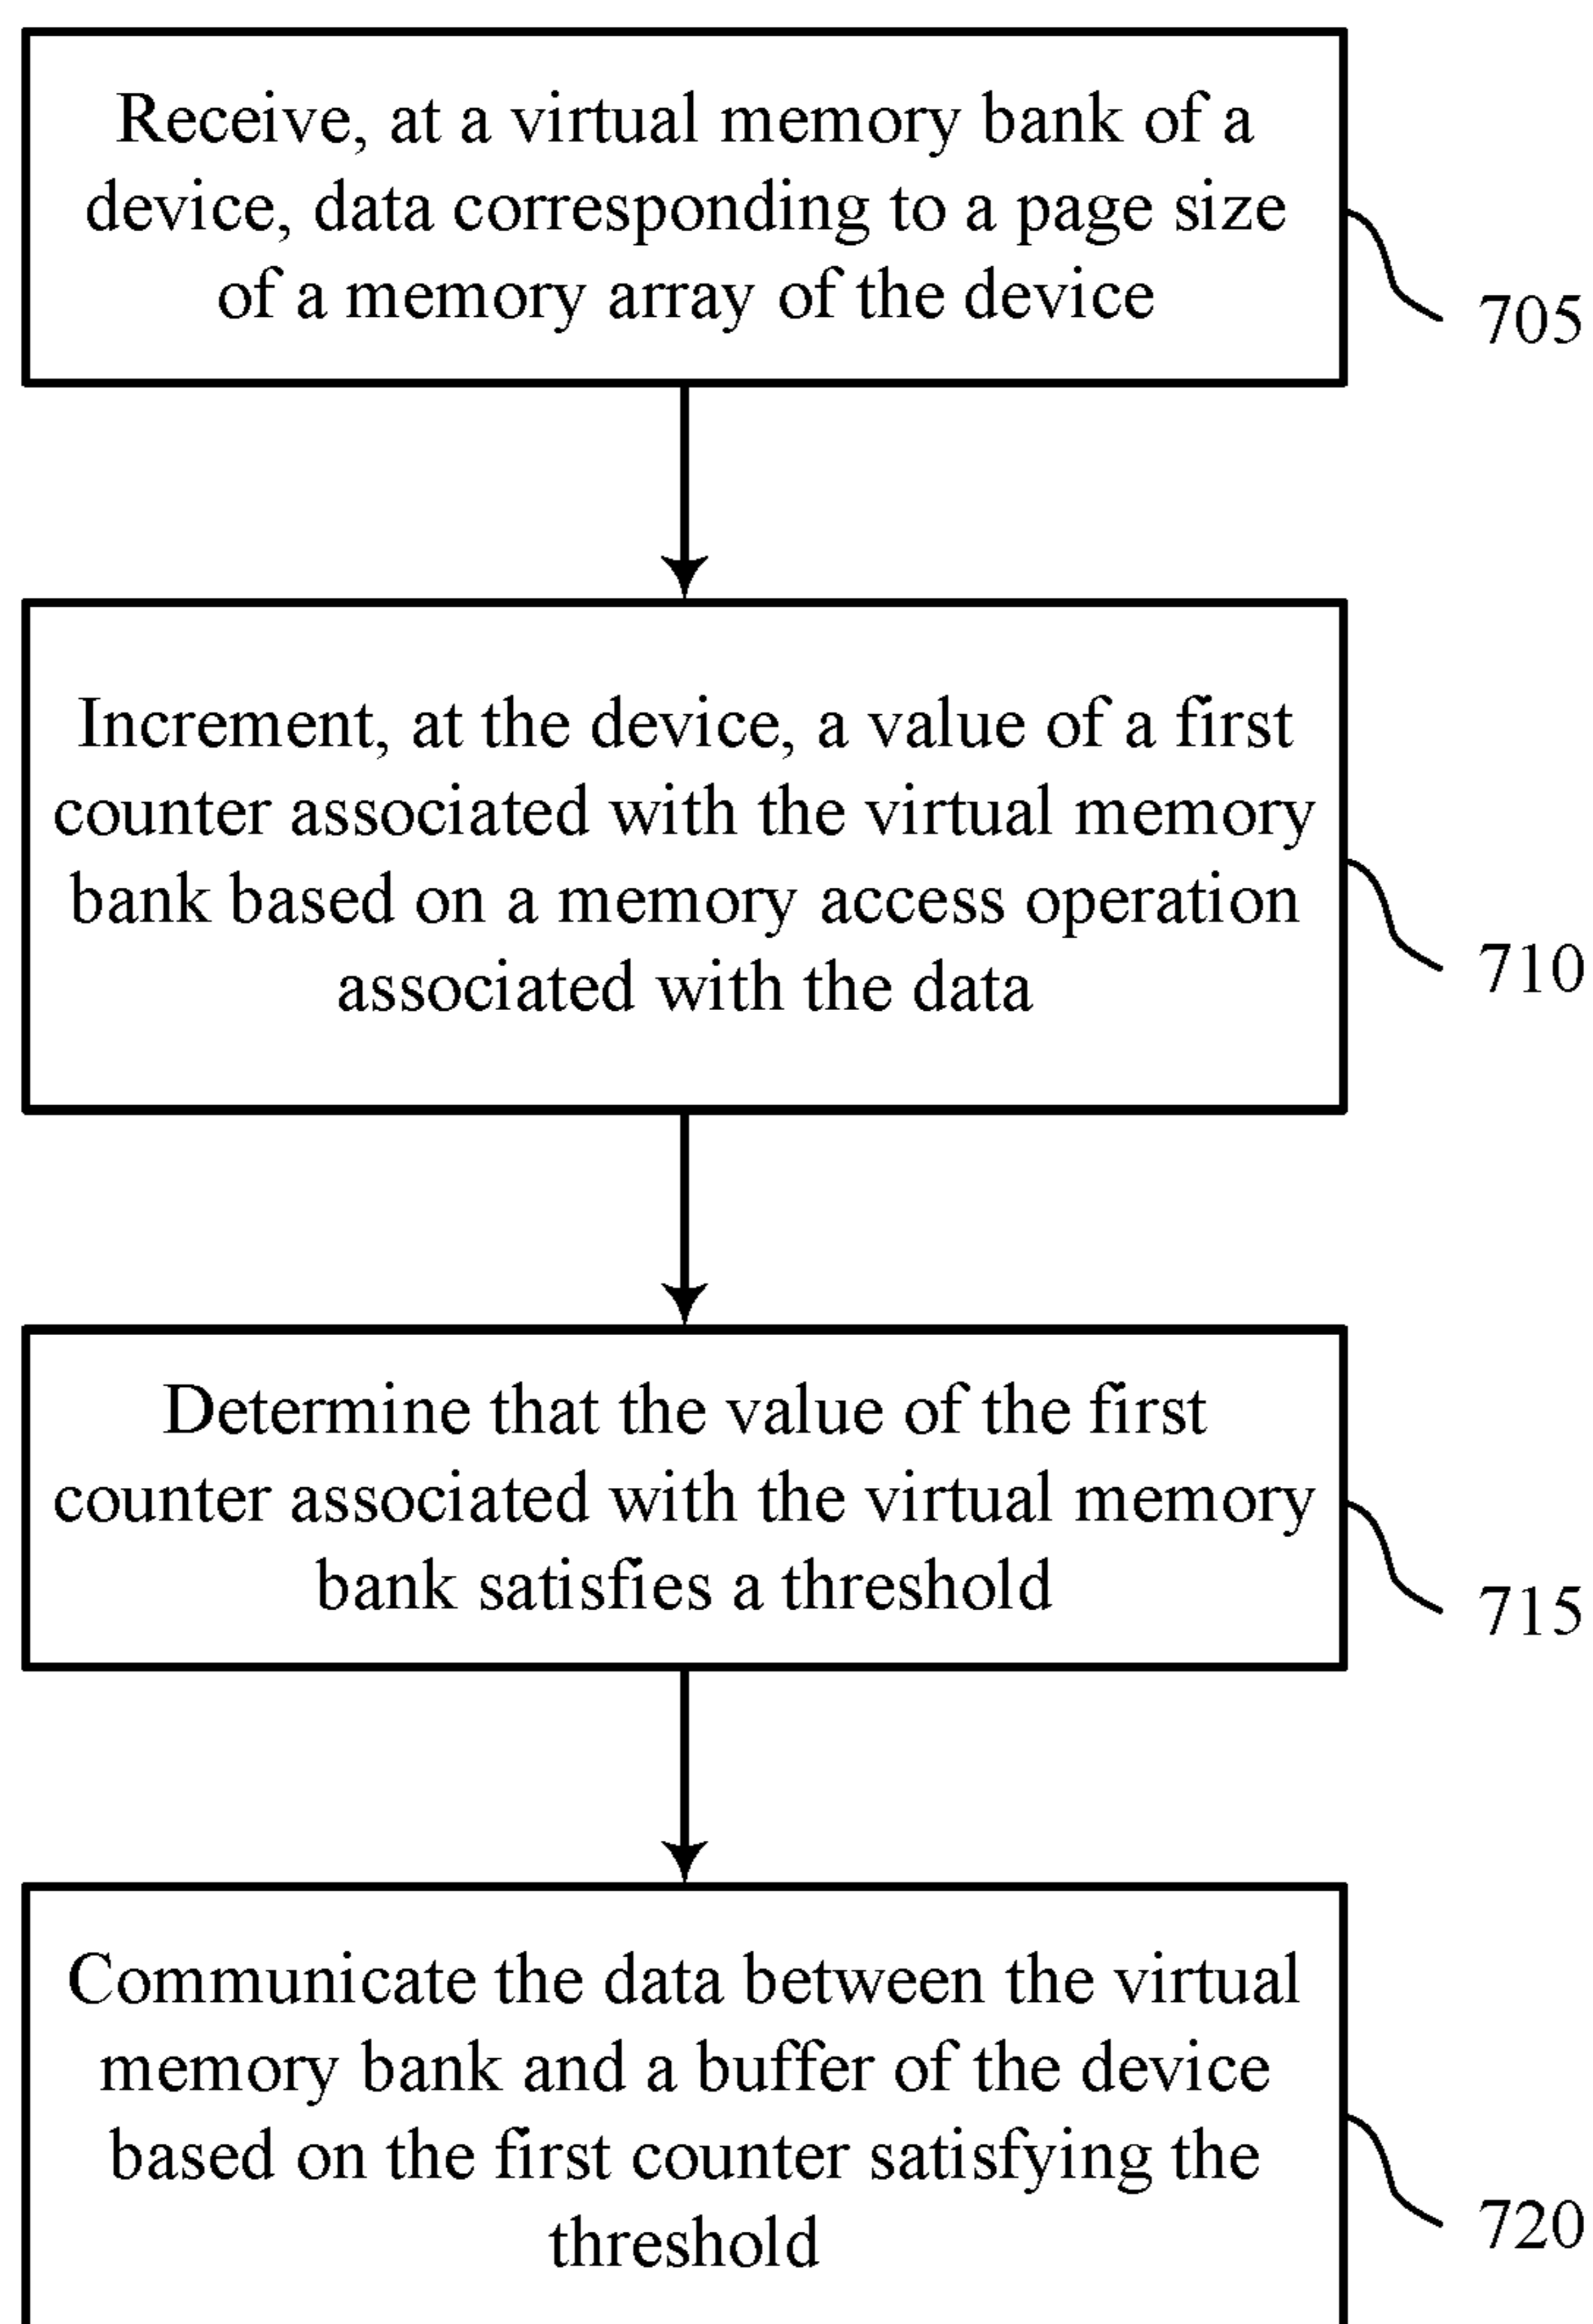 Receive, at a virtual memory bank of a
device, data corresponding to a page size
of a memory array of the device
705
Increment, at the device, a value of a first
counter associated with the virtual memory
bank based on a memory access operation
associated with the data
710
Determine that the value of the first
counter associated with the virtual memory
bank satisfies a threshold
715
Communicate the data between the virtual
memory bank and a buffer of the device
based on the first counter satisfying the
threshold
720